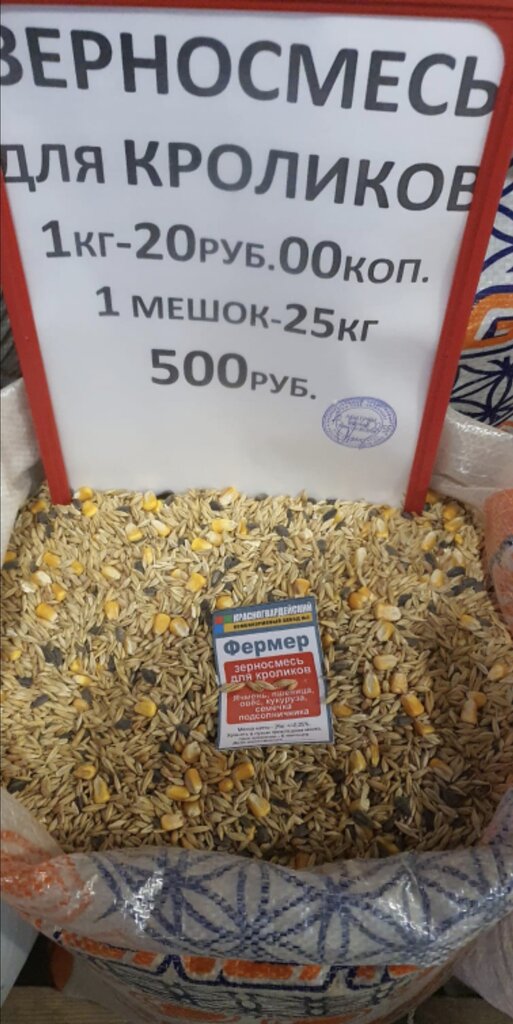 ЗЕРНОСМЕСЬ
для КРОЛИКОВ
1кг-20РУБ.00коп.
1 мешок-25кг
500руб.
КРАСНОГВАРДЕЙСКИЙ
Фермер
зерносмесь
для кроликов
Ячмень, пшеница,
овёс, кукуруза,
семечка
подсолнечника